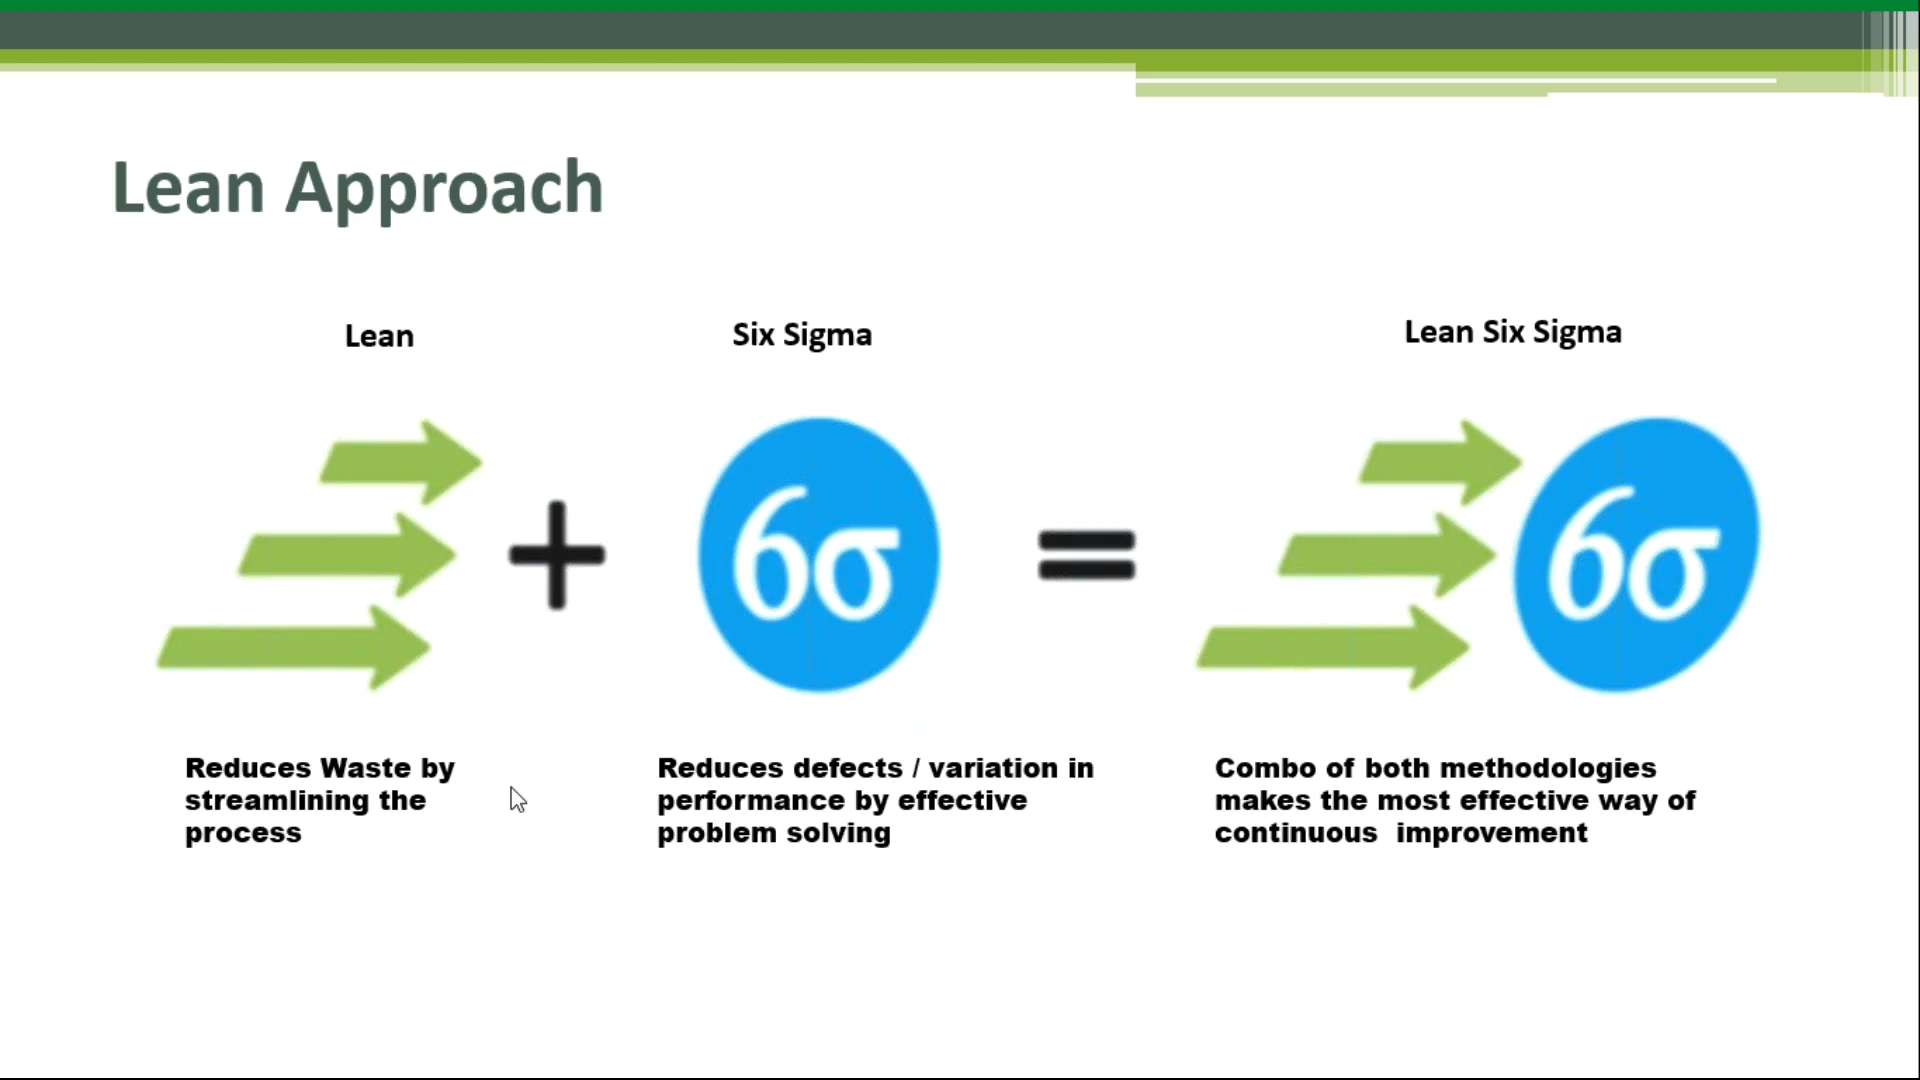 Lean Approach
Lean
Six Sigma
Lean Six Sigma
+
6σ
=
6σ
Reduces Waste by
streamlining the
process
Reduces defects / variation in
performance by effective
problem solving
Combo of both methodologies
makes the most effective way of
continuous  improvement